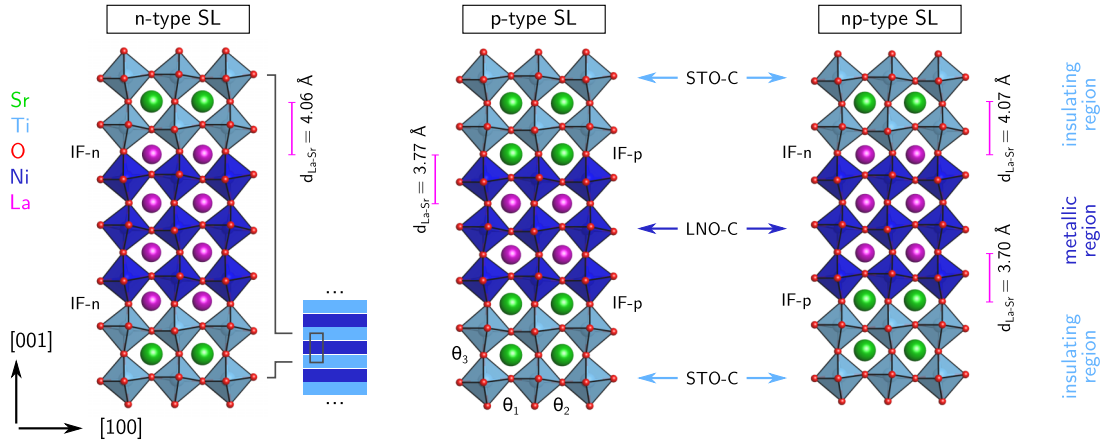 n-type SL
p-type SL
np-type SL
Sr
Ti
O
Ni
La
IF-n
IF-n
d_La-Sr = 4.06 Å
[001]
[100]
...
...
d_La-Sr = 3.77 Å
IF-p
IF-p
θ₃
θ₁ θ₂
STO-C
LNO-C
STO-C
IF-n
IF-p
d_La-Sr = 4.07 Å
d_La-Sr = 3.70 Å
insulating
region
metallic
region
insulating
region